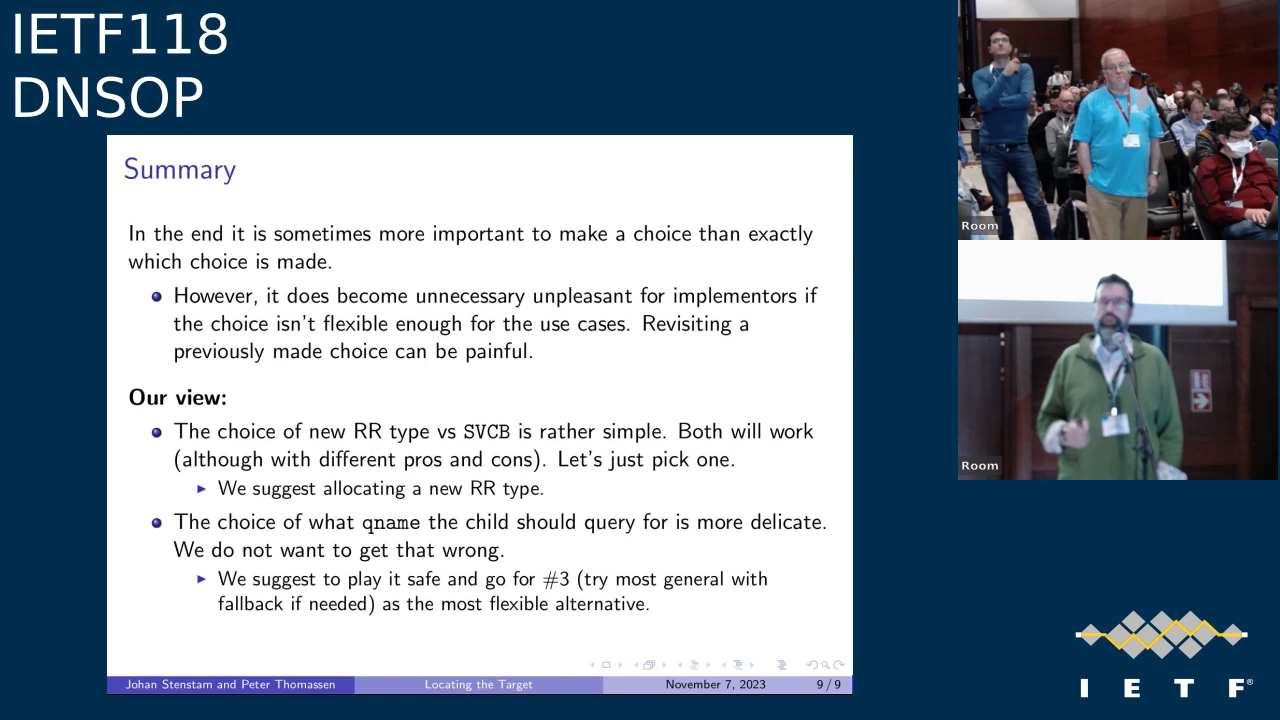 IETF118
DNSOP
Summary
In the end it is sometimes more important to make a choice than exactly
which choice is made.
However, it does become unnecessary unpleasant for implementors if
the choice isn't flexible enough for the use cases. Revisiting a
previously made choice can be painful.
Our view:
The choice of new RR type vs SVCB is rather simple. Both will work
(although with different pros and cons). Let's just pick one.
We suggest allocating a new RR type.
The choice of what qname the child should query for is more delicate.
We do not want to get that wrong.
We suggest to play it safe and go for #3 (try most general with
fallback if needed) as the most flexible alternative.
Johan Stenstam and Peter Thomassen
Locating the Target
November 7, 2023
9 / 9
Room
Room
I E T F®